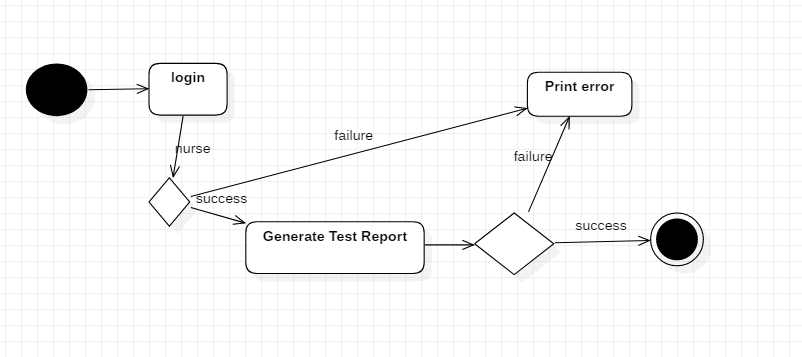 login
Print error
failure
nurse
failure
success
success
Generate Test Report